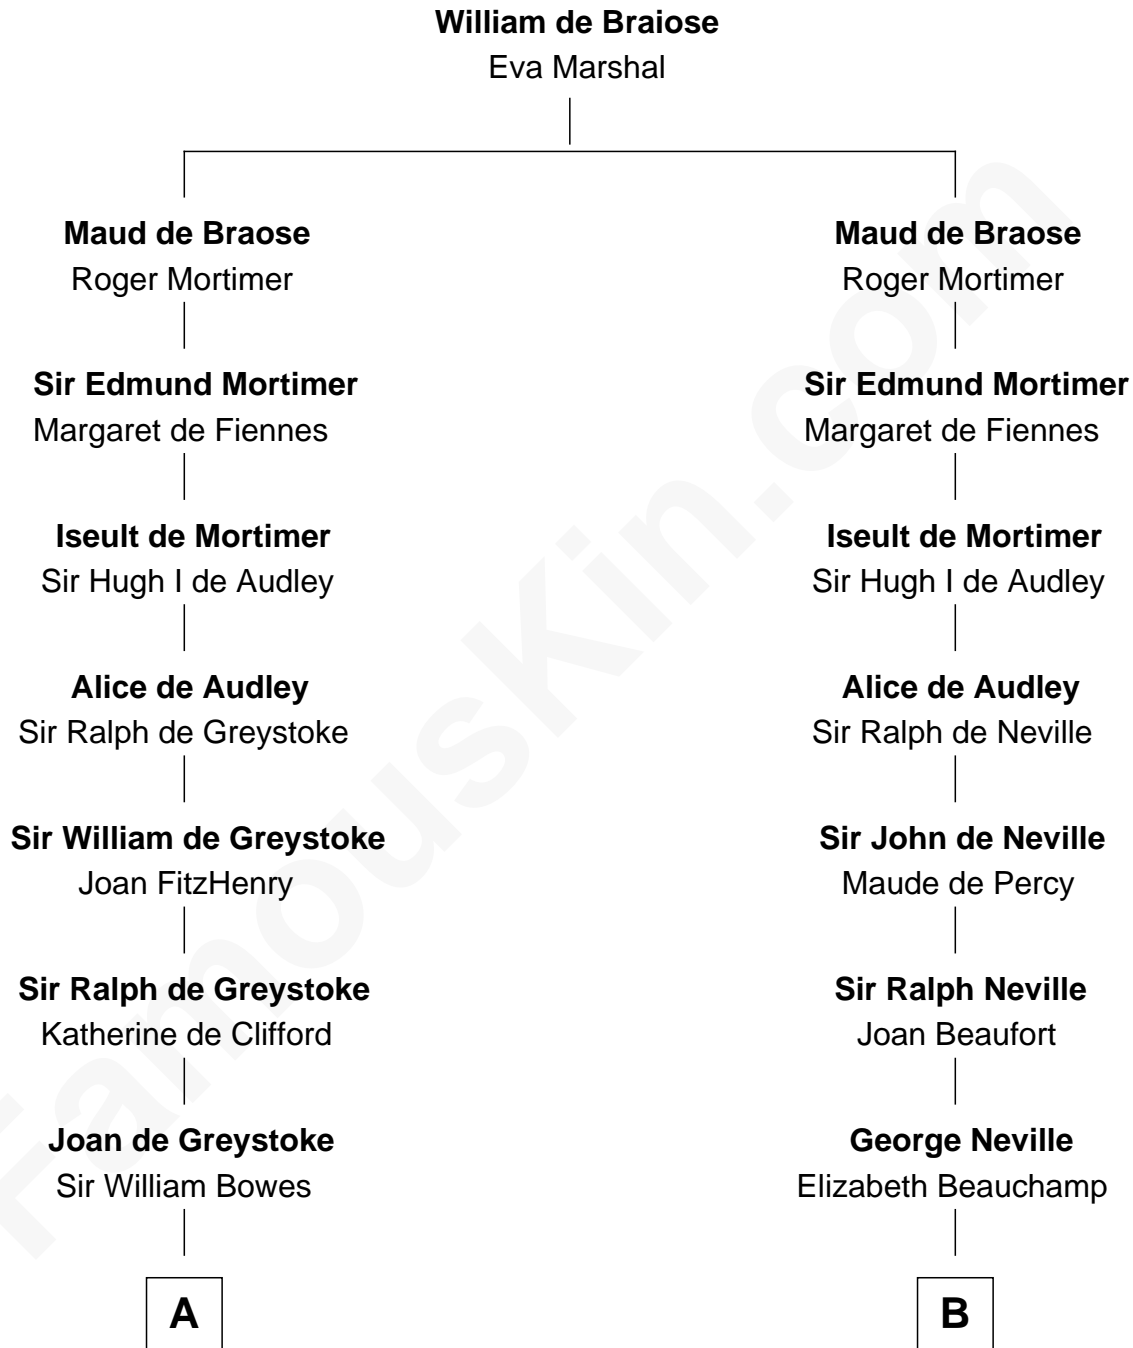 William de Braiose
Eva Marshal
Maud de Braose
Roger Mortimer
Maud de Braose
Roger Mortimer
Sir Edmund Mortimer
Margaret de Fiennes
Sir Edmund Mortimer
Margaret de Fiennes
Iseult de Mortimer
Sir Hugh I de Audley
Iseult de Mortimer
Sir Hugh I de Audley
Alice de Audley
Sir Ralph de Greystoke
Alice de Audley
Sir Ralph de Neville
Sir William de Greystoke
Joan FitzHenry
Sir John de Neville
Maude de Percy
Sir Ralph de Greystoke
Katherine de Clifford
Sir Ralph Neville
Joan Beaufort
Joan de Greystoke
Sir William Bowes
George Neville
Elizabeth Beauchamp
A
B
FamousKin.com